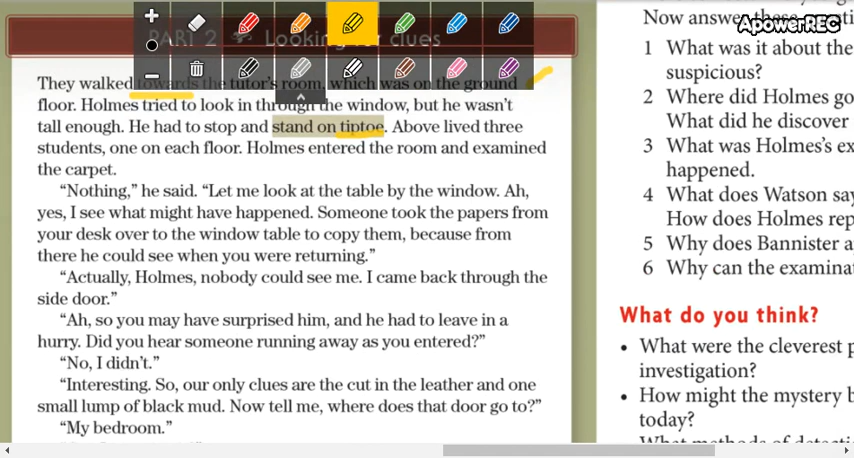 PART 2 Looking for clues
They walked towards the tutor's room, which was on the ground
floor. Holmes tried to look in through the window, but he wasn't
tall enough. He had to stop and stand on tiptoe. Above lived three
students, one on each floor. Holmes entered the room and examined
the carpet.
"Nothing," he said. "Let me look at the table by the window. Ah,
yes, I see what might have happened. Someone took the papers from
your desk over to the window table to copy them, because from
there he could see when you were returning."
"Actually, Holmes, nobody could see me. I came back through the
side door."
"Ah, so you may have surprised him, and he had to leave in a
hurry. Did you hear someone running away as you entered?"
"No, I didn't."
"Interesting. So, our only clues are the cut in the leather and one
small lump of black mud. Now tell me, where does that door go to?"
"My bedroom."
ApowerREC
Now answer these
1 What was it about the
suspicious?
2 Where did Holmes go
What did he discover
3 What was Holmes's ex
happened.
4 What does Watson say
How does Holmes rep
5 Why does Bannister a
6 Why can the examinat
What do you think?
• What were the cleverest p
investigation?
• How might the mystery b
today?
What methods of detecti